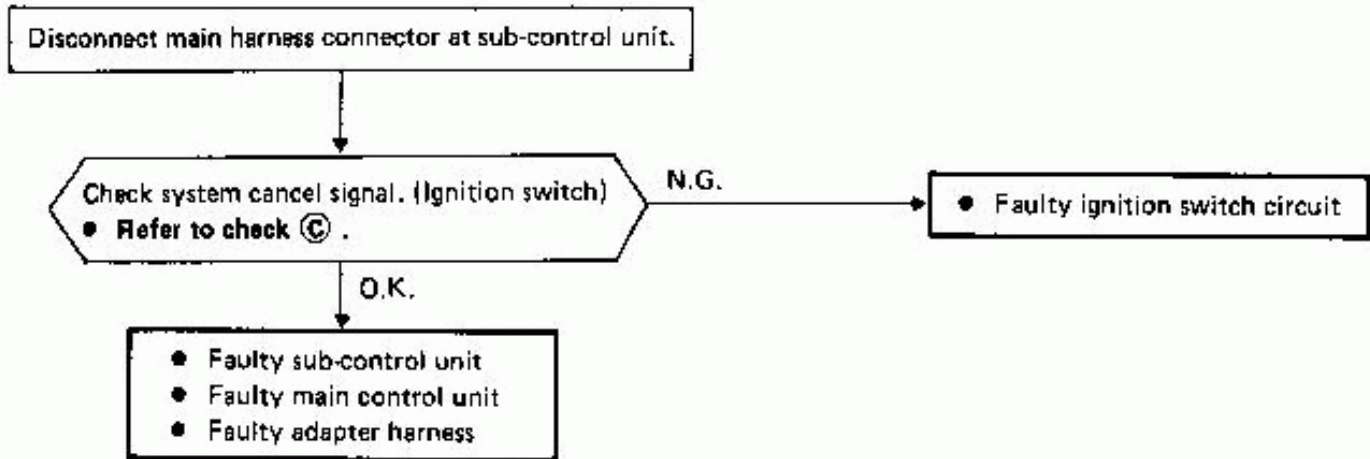 Disconnect main harness connector at sub-control unit.
Check system cancel signal. (Ignition switch)
● Refer to check Ⓒ .
N.G.
● Faulty ignition switch circuit
O.K.
● Faulty sub-control unit
● Faulty main control unit
● Faulty adapter harness